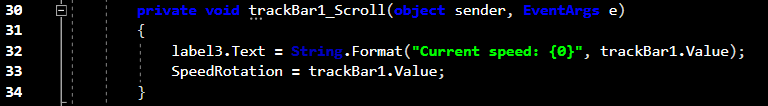 30 private void trackBar1_Scroll(object sender, EventArgs e)
31 {
32 label3.Text = String.Format("Current speed: {0}", trackBar1.Value);
33 SpeedRotation = trackBar1.Value;
34 }